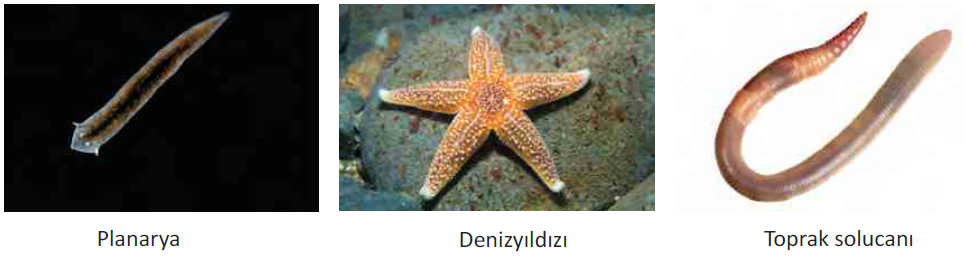 Planarya
Denizyıldızı
Toprak solucanı